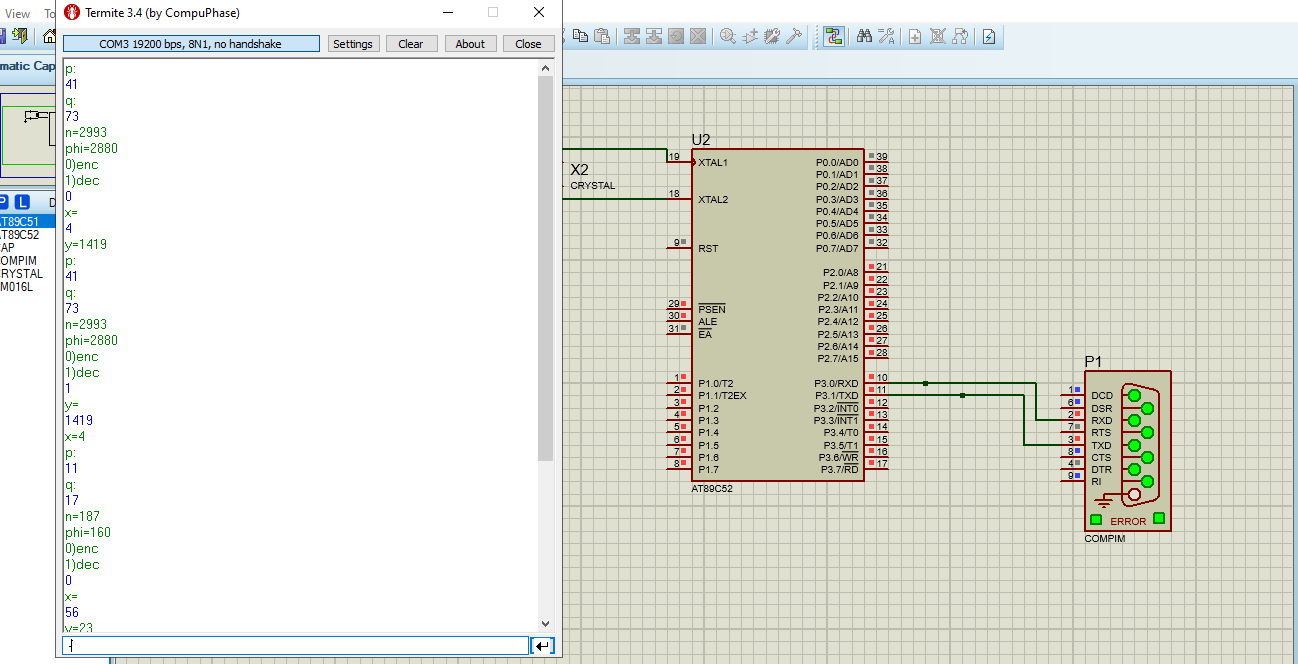 View
To
Termite 3.4 (by CompuPhase)
COM3 19200 bps, 8N1, no handshake
Settings
Clear
About
Close
matic Cap
P
L
D
AT89C51
AT89C52
CAP
COMPIM
CRYSTAL
LM016L
p:
41
q:
73
n=2993
phi=2880
0)enc
1)dec
0
x=
4
y=1419
p:
41
q:
73
n=2993
phi=2880
0)enc
1)dec
1
y=
1419
x=4
p:
11
q:
17
n=187
phi=160
0)enc
1)dec
0
x=
56
y=23
X2
CRYSTAL
U2
19 XTAL1
18 XTAL2
9 RST
29 PSEN
30 ALE
31 EA
1 P1.0/T2
2 P1.1/T2EX
3 P1.2
4 P1.3
5 P1.4
6 P1.5
7 P1.6
8 P1.7
P0.0/AD0 39
P0.1/AD1 38
P0.2/AD2 37
P0.3/AD3 36
P0.4/AD4 35
P0.5/AD5 34
P0.6/AD6 33
P0.7/AD7 32
P2.0/A8 21
P2.1/A9 22
P2.2/A10 23
P2.3/A11 24
P2.4/A12 25
P2.5/A13 26
P2.6/A14 27
P2.7/A15 28
P3.0/RXD 10
P3.1/TXD 11
P3.2/INT0 12
P3.3/INT1 13
P3.4/T0 14
P3.5/T1 15
P3.6/WR 16
P3.7/RD 17
AT89C52
P1
1 DCD
6 DSR
2 RXD
7 RTS
3 TXD
8 CTS
4 DTR
9 RI
ERROR
COMPIM